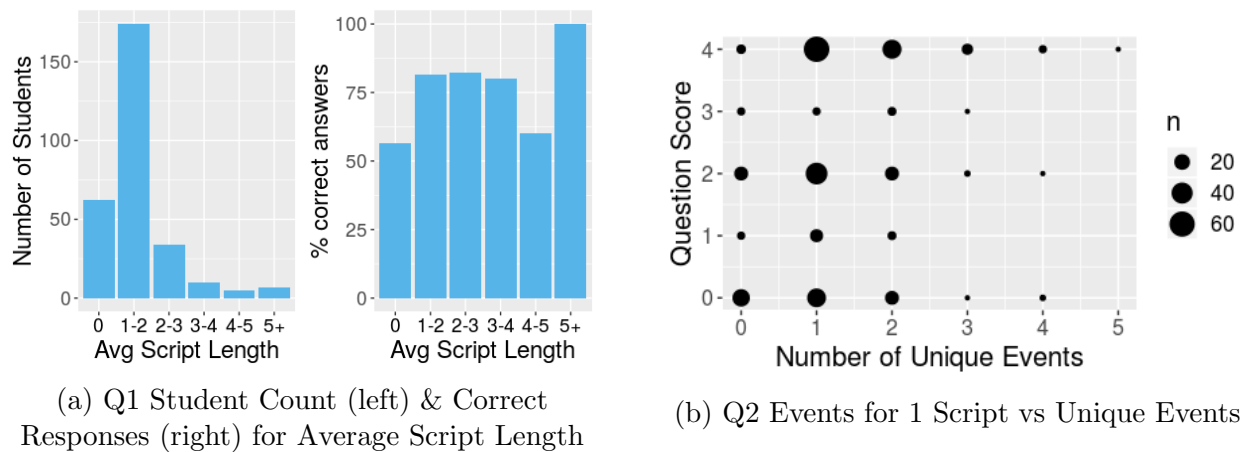 Number of Students
150
100
50
0
0 1-2 2-3 3-4 4-5 5+
Avg Script Length
% correct answers
100
75
50
25
0
0 1-2 2-3 3-4 4-5 5+
Avg Script Length
(a) Q1 Student Count (left) & Correct
Responses (right) for Average Script Length
Question Score
4
3
2
1
0
0 1 2 3 4 5
Number of Unique Events
n
20
40
60
(b) Q2 Events for 1 Script vs Unique Events